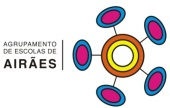 AGRUPAMENTO
DE ESCOLAS DE
AIRÃES